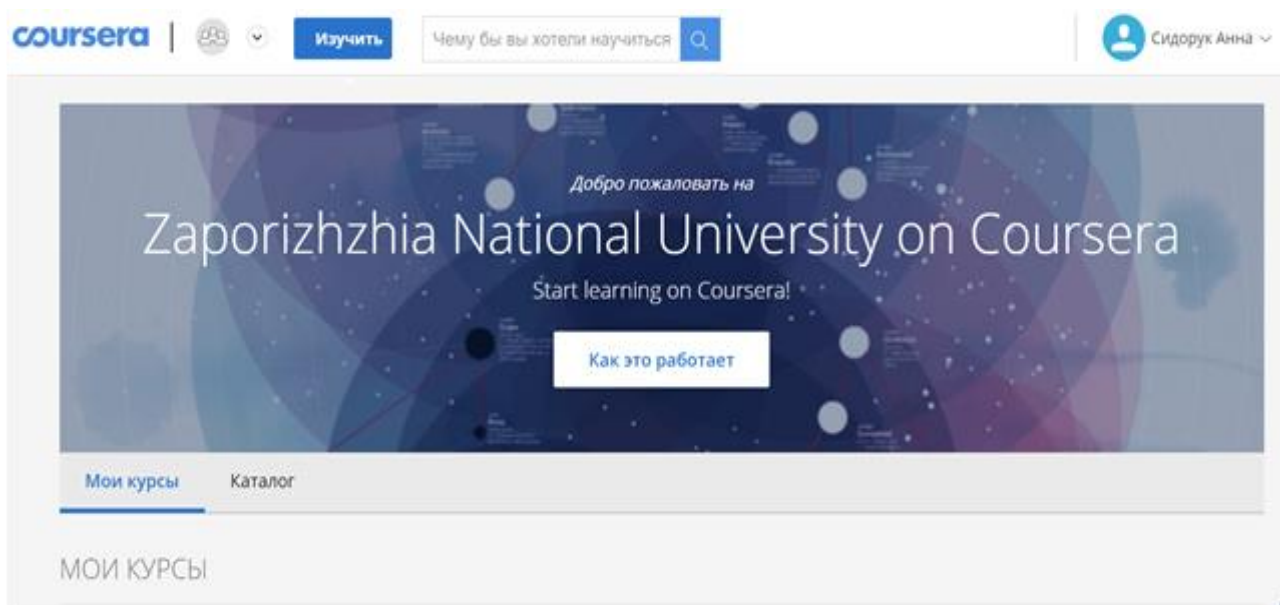 coursera
Изучить
Чему бы вы хотели научиться
Сидорук Анна
Добро пожаловать на
Zaporizhzhia National University on Coursera
Start learning on Coursera!
Как это работает
Мои курсы
Каталог
МОИ КУРСЫ